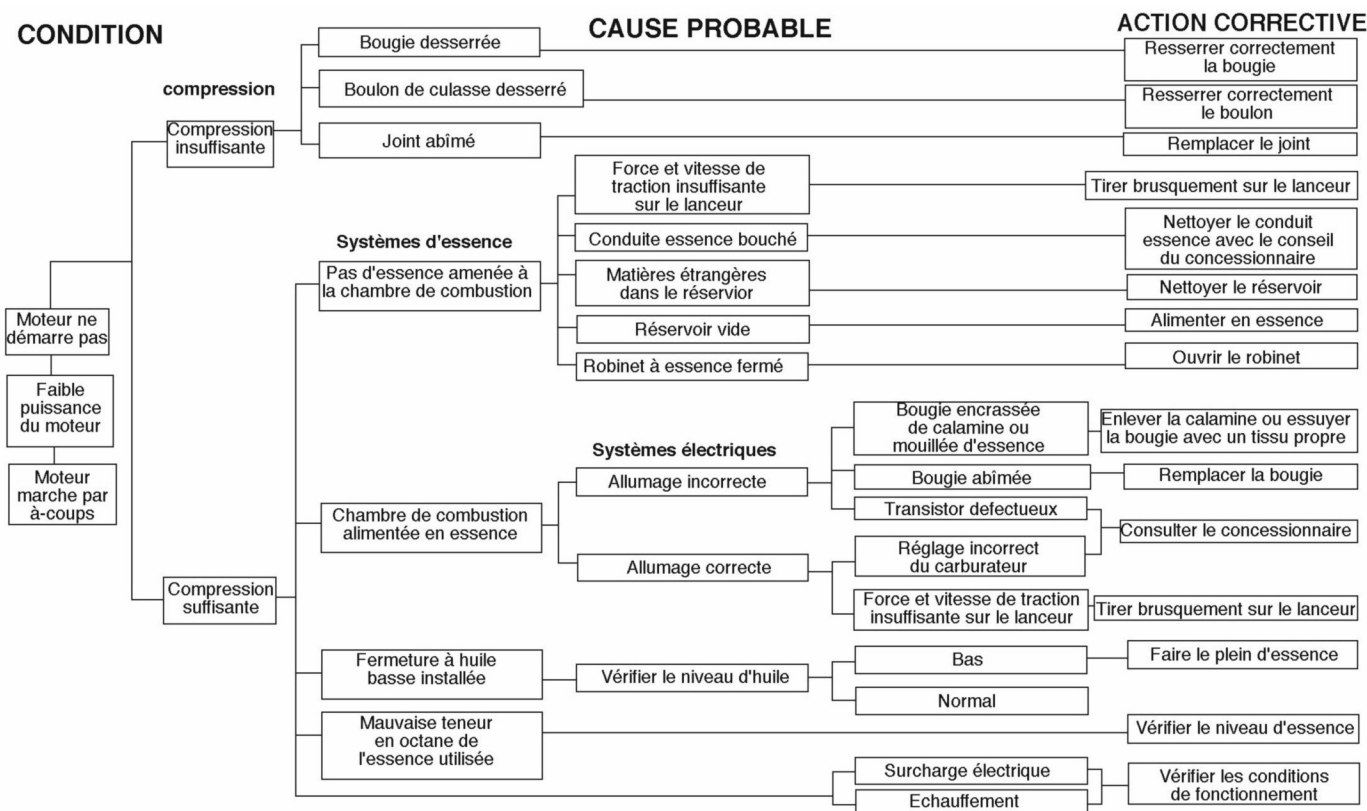 CONDITION
CAUSE PROBABLE
ACTION CORRECTIVE
compression
Bougie desserrée
Resserrer correctement
la bougie
Boulon de culasse desserré
Resserrer correctement
le boulon
Compression
insuffisante
Joint abîmé
Remplacer le joint
Force et vitesse de
traction insuffisante
sur le lanceur
Tirer brusquement sur le lanceur
Systèmes d'essence
Pas d'essence amenée à
la chambre de combustion
Conduite essence bouché
Nettoyer le conduit
essence avec le conseil
du concessionnaire
Matières étrangères
dans le réservior
Nettoyer le réservoir
Réservoir vide
Alimenter en essence
Robinet à essence fermé
Ouvrir le robinet
Moteur ne
démarre pas
Faible
puissance
du moteur
Moteur
marche par
à-coups
Compression
suffisante
Chambre de combustion
alimentée en essence
Systèmes électriques
Allumage incorrecte
Bougie encrassée
de calamine ou
mouillée d'essence
Enlever la calamine ou essuyer
la bougie avec un tissu propre
Bougie abîmée
Remplacer la bougie
Transistor defectueux
Consulter le concessionnaire
Allumage correcte
Réglage incorrect
du carburateur
Force et vitesse de traction
insuffisante sur le lanceur
Tirer brusquement sur le lanceur
Fermeture à huile
basse installée
Vérifier le niveau d'huile
Bas
Faire le plein d'essence
Normal
Mauvaise teneur
en octane de
l'essence utilisée
Vérifier le niveau d'essence
Surcharge électrique
Echauffement
Vérifier les conditions
de fonctionnement